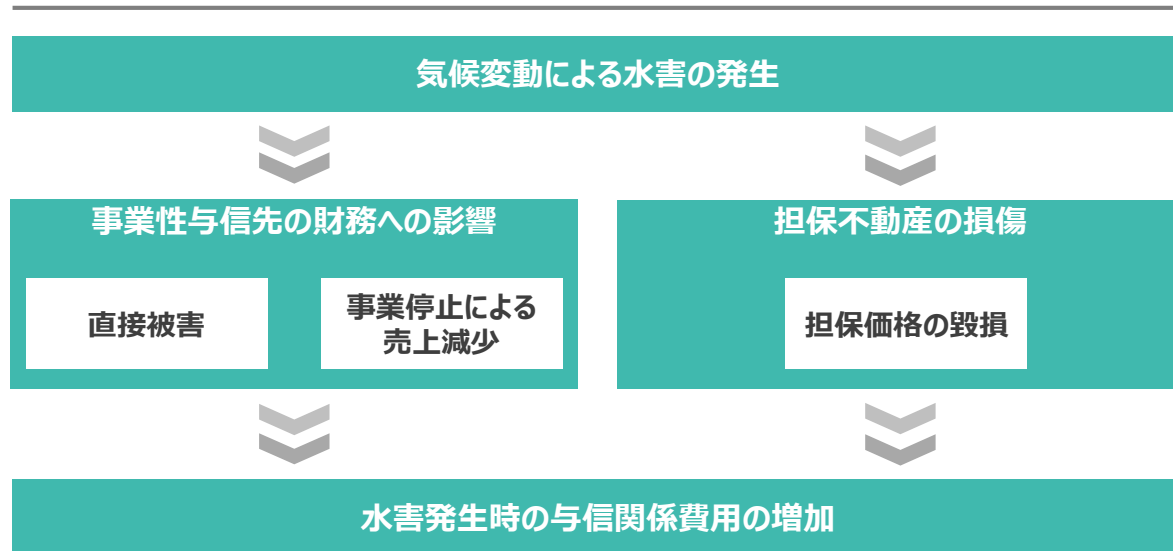 気候変動による水害の発生
事業性与信先の財務への影響
担保不動産の損傷
直接被害
事業停止による
売上減少
担保価格の毀損
水害発生時の与信関係費用の増加